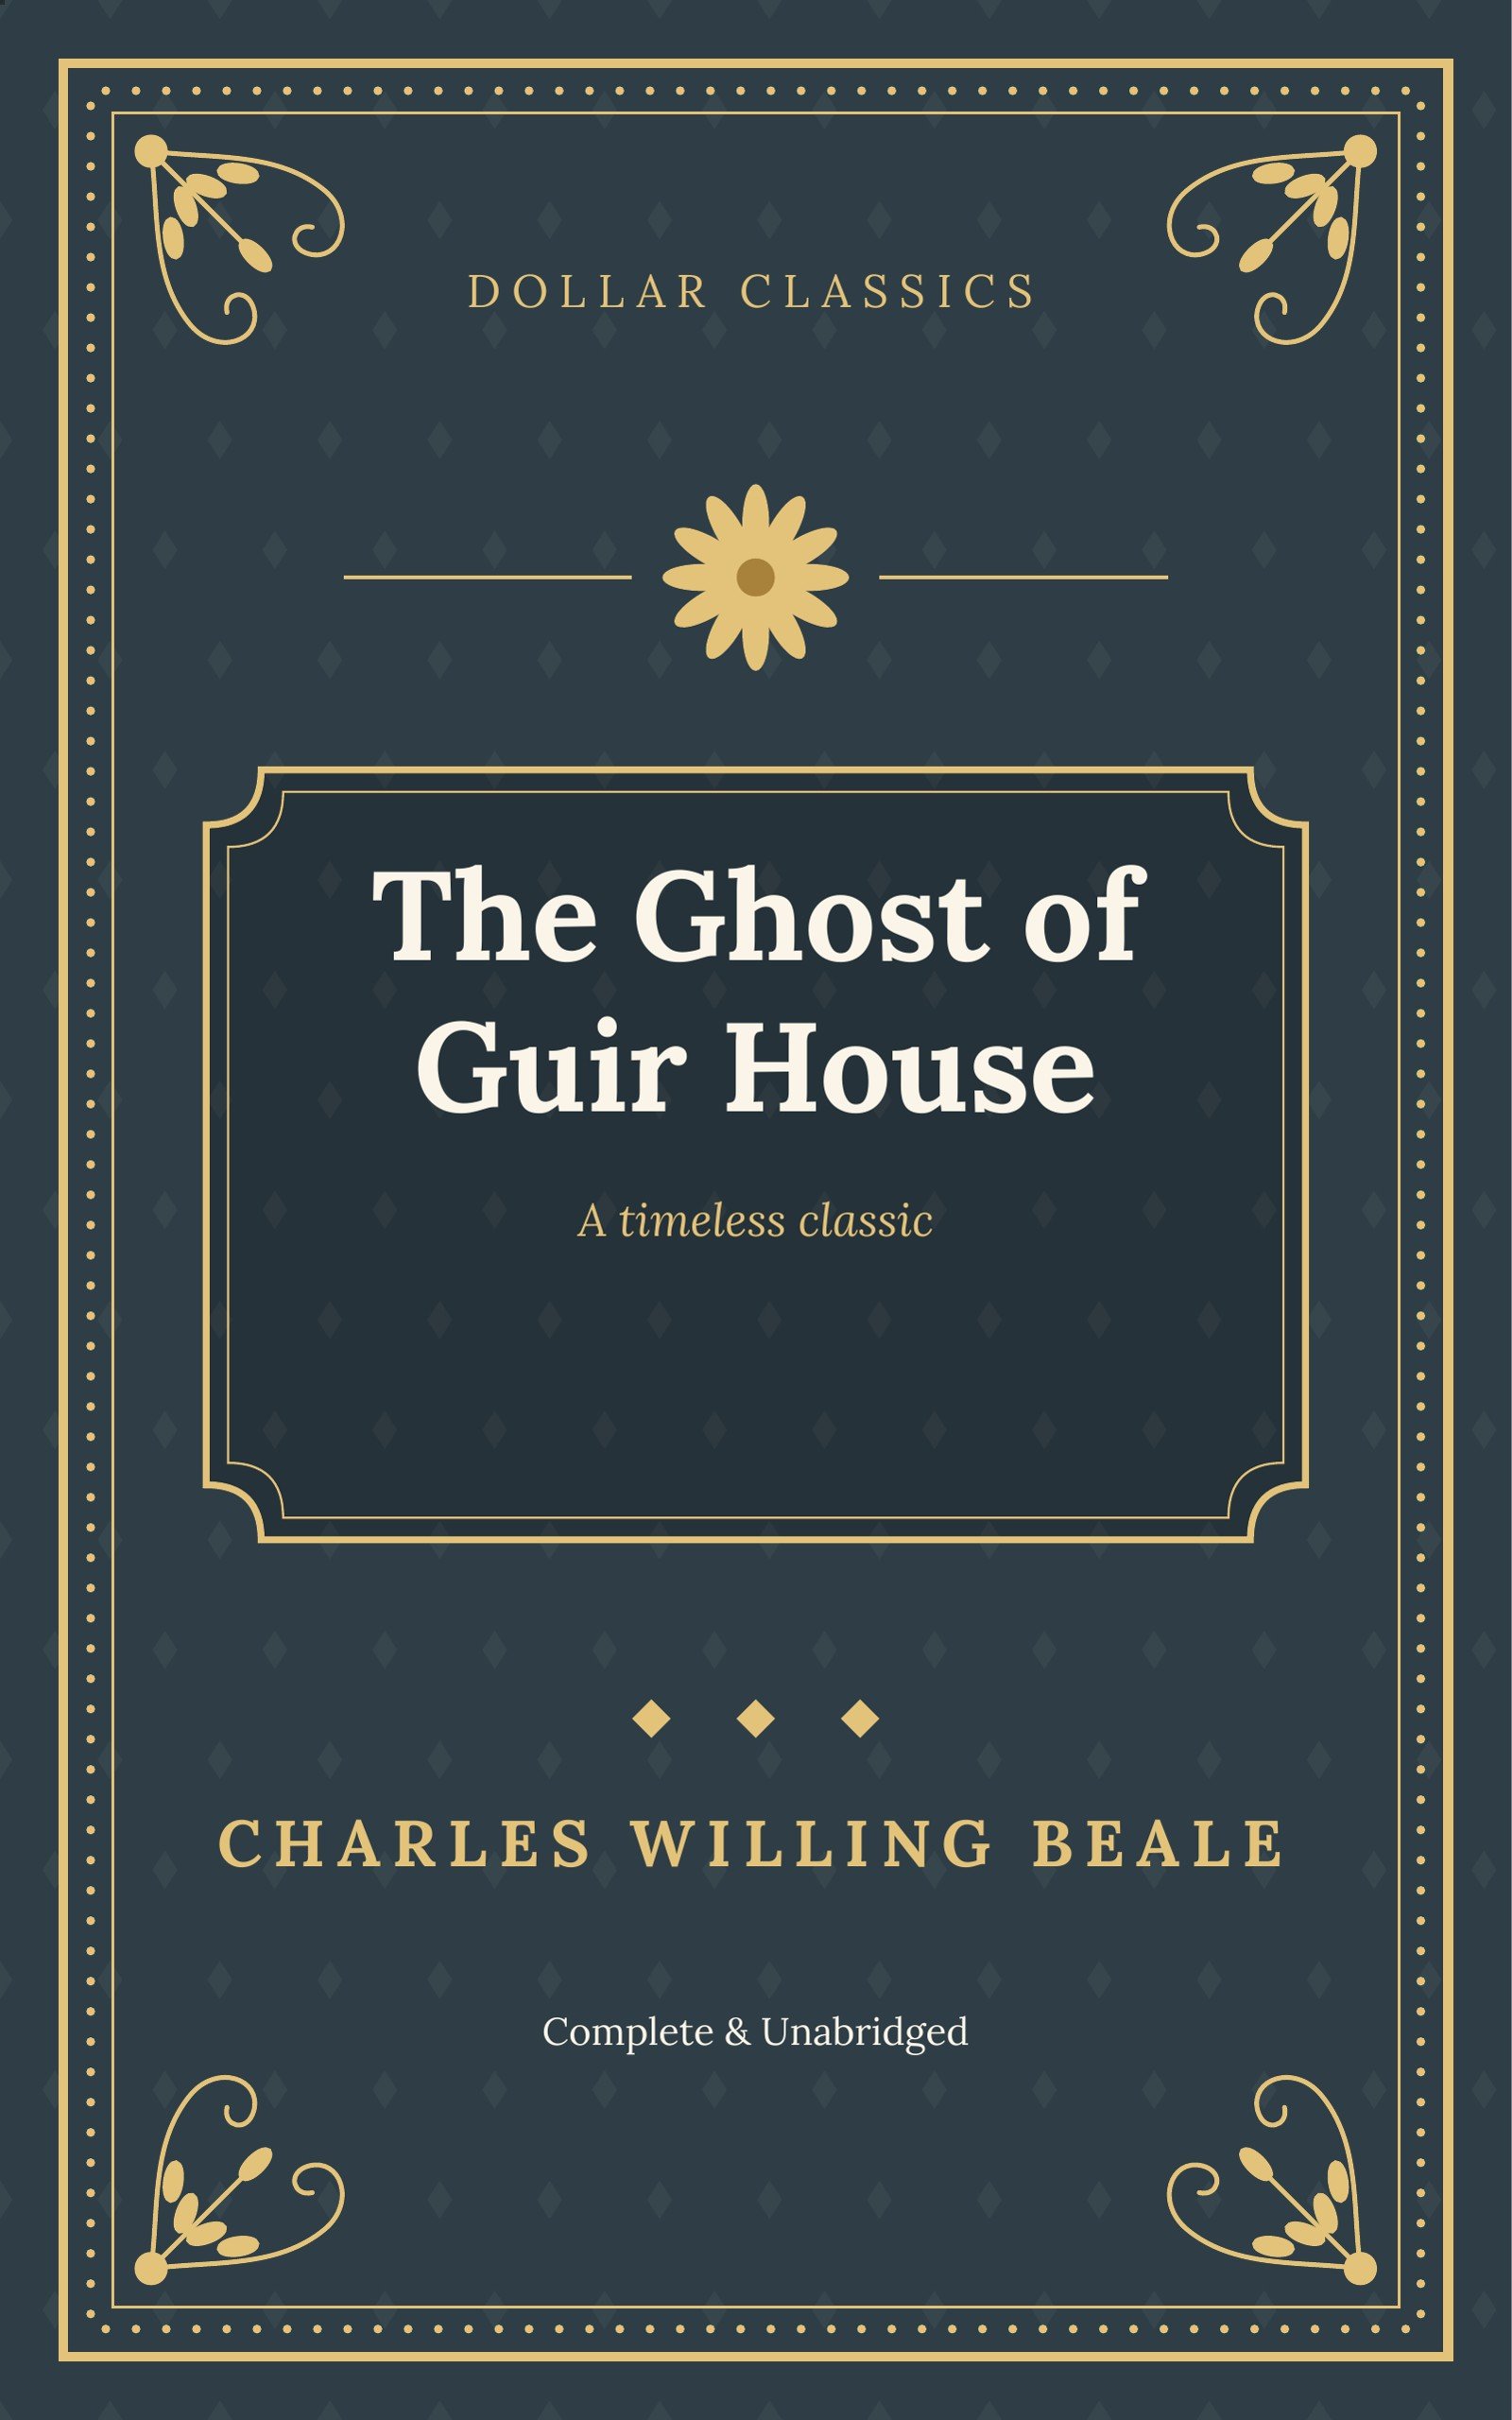 DOLLAR CLASSICS
The Ghost of
Guir House
A timeless classic
CHARLES WILLING BEALE
Complete & Unabridged